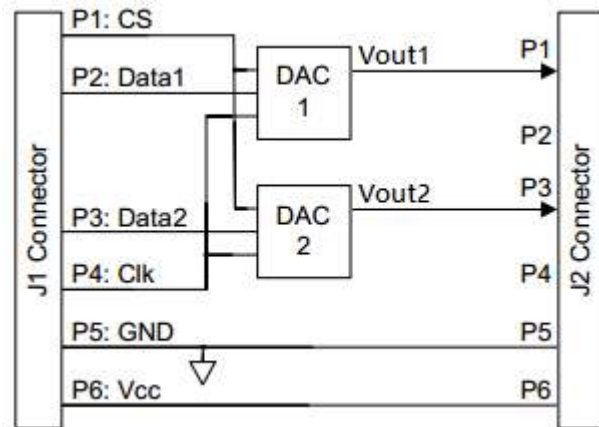 P1: CS
P2: Data1
P3: Data2
P4: Clk
P5: GND
P6: Vcc
J1 Connector
DAC
1
DAC
2
Vout1
Vout2
P1
P2
P3
P4
P5
P6
J2 Connector